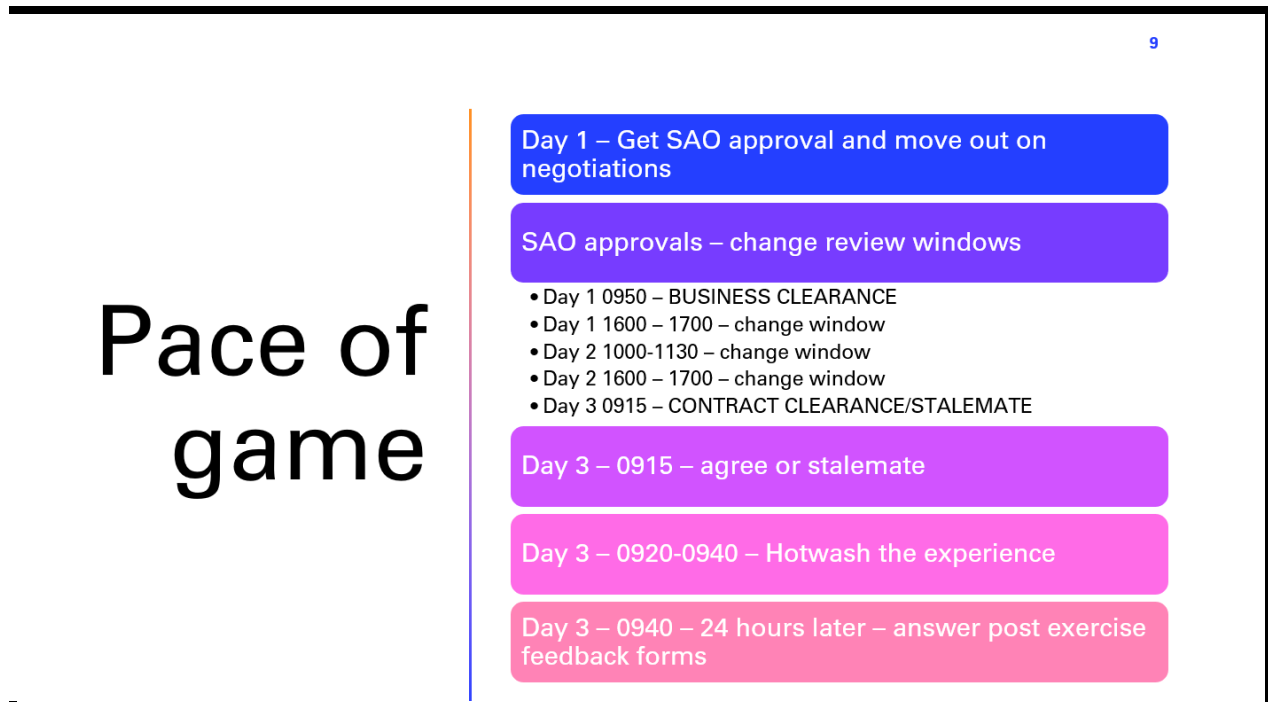 9
Pace of
game
Day 1 – Get SAO approval and move out on
negotiations
SAO approvals – change review windows
• Day 1 0950 – BUSINESS CLEARANCE
• Day 1 1600 – 1700 – change window
• Day 2 1000-1130 – change window
• Day 2 1600 – 1700 – change window
• Day 3 0915 – CONTRACT CLEARANCE/STALEMATE
Day 3 – 0915 – agree or stalemate
Day 3 – 0920-0940 – Hotwash the experience
Day 3 – 0940 – 24 hours later – answer post exercise
feedback forms